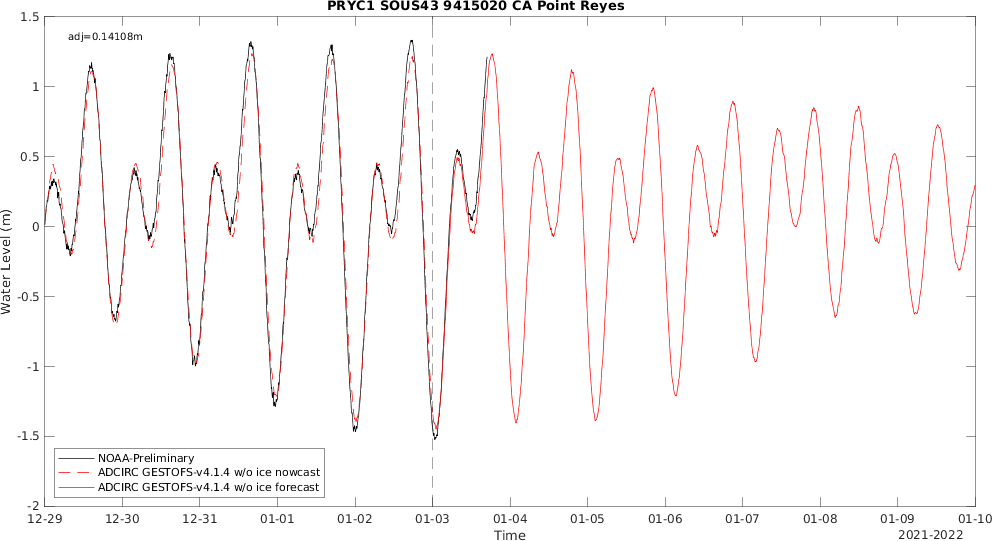 PRYC1 SOUS43 9415020 CA Point Reyes
adj=0.14108m
1.5
1
0.5
0
-0.5
-1
-1.5
-2
Water Level (m)
NOAA-Preliminary
ADCIRC GESTOFS-v4.1.4 w/o ice nowcast
ADCIRC GESTOFS-v4.1.4 w/o ice forecast
12-29 12-30 12-31 01-01 01-02 01-03 01-04 01-05 01-06 01-07 01-08 01-09 01-10
Time
2021-2022